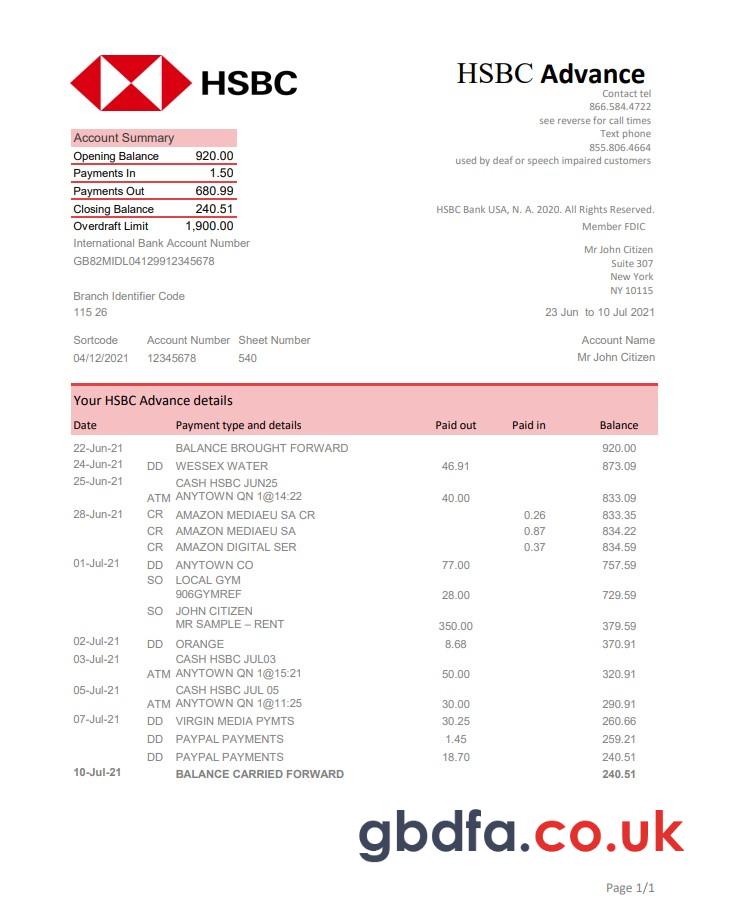 HSBC
HSBC Advance
Contact tel
866.584.4722
see reverse for call times
Text phone
855.806.4664
used by deaf or speech impaired customers
Account Summary
Opening Balance 920.00
Payments In 1.50
Payments Out 680.99
Closing Balance 240.51
Overdraft Limit 1,900.00
International Bank Account Number
GB82MIDL04129912345678
HSBC Bank USA, N. A. 2020. All Rights Reserved.
Member FDIC
Mr John Citizen
Suite 307
New York
NY 10115
Branch Identifier Code
115 26
23 Jun to 10 Jul 2021
Sortcode Account Number Sheet Number Account Name
04/12/2021 12345678 540 Mr John Citizen
Your HSBC Advance details
Date Payment type and details Paid out Paid in Balance
22-Jun-21 BALANCE BROUGHT FORWARD 920.00
24-Jun-21 DD WESSEX WATER 46.91 873.09
25-Jun-21 CASH HSBC JUN25
ATM ANYTOWN QN 1@14:22 40.00 833.09
28-Jun-21 CR AMAZON MEDIAEU SA CR 0.26 833.35
CR AMAZON MEDIAEU SA 0.87 834.22
CR AMAZON DIGITAL SER 0.37 834.59
01-Jul-21 DD ANYTOWN CO 77.00 757.59
SO LOCAL GYM
906GYMREF 28.00 729.59
SO JOHN CITIZEN
MR SAMPLE – RENT 350.00 379.59
02-Jul-21 DD ORANGE 8.68 370.91
03-Jul-21 CASH HSBC JUL03
ATM ANYTOWN QN 1@15:21 50.00 320.91
05-Jul-21 CASH HSBC JUL 05
ATM ANYTOWN QN 1@11:25 30.00 290.91
07-Jul-21 DD VIRGIN MEDIA PYMTS 30.25 260.66
DD PAYPAL PAYMENTS 1.45 259.21
DD PAYPAL PAYMENTS 18.70 240.51
10-Jul-21 BALANCE CARRIED FORWARD 240.51
gbdfa.co.uk
Page 1/1